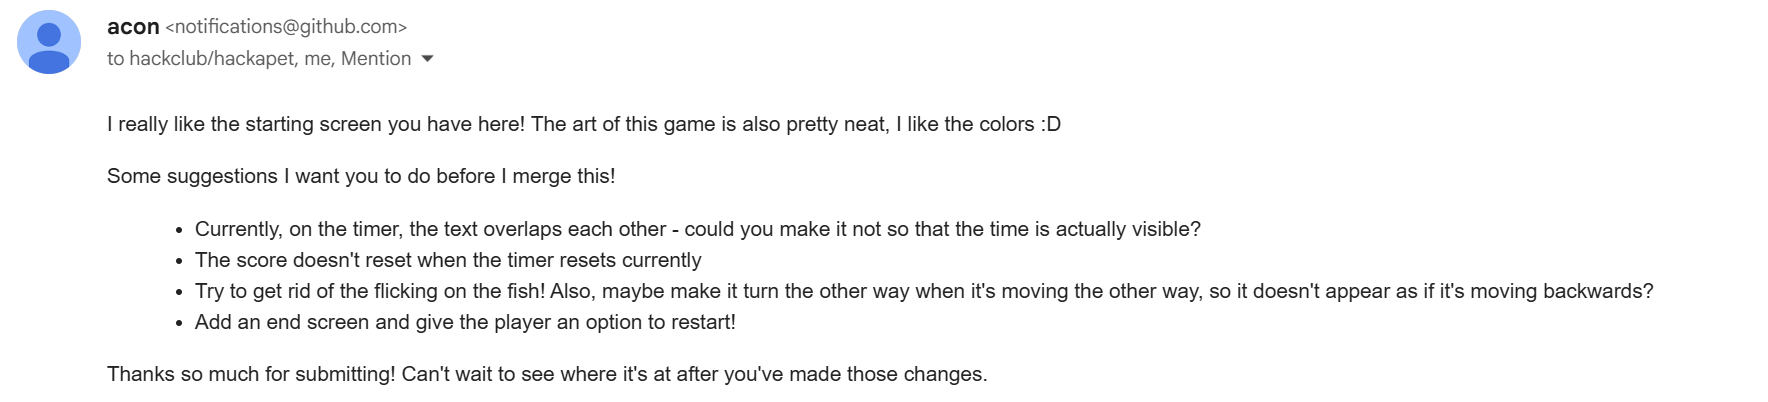 acon <notifications@github.com>
to hackclub/hackapet, me, Mention
I really like the starting screen you have here! The art of this game is also pretty neat, I like the colors :D
Some suggestions I want you to do before I merge this!
• Currently, on the timer, the text overlaps each other - could you make it not so that the time is actually visible?
• The score doesn't reset when the timer resets currently
• Try to get rid of the flicking on the fish! Also, maybe make it turn the other way when it's moving the other way, so it doesn't appear as if it's moving backwards?
• Add an end screen and give the player an option to restart!
Thanks so much for submitting! Can't wait to see where it's at after you've made those changes.